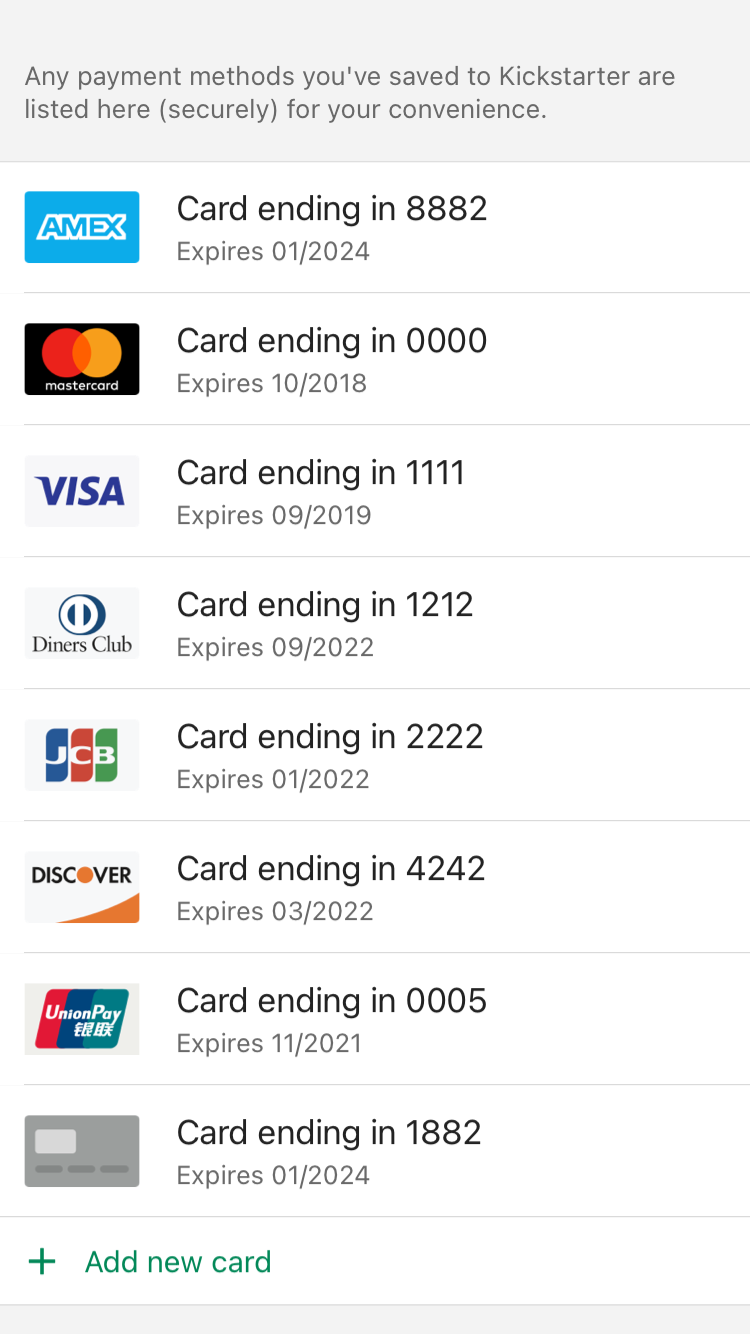 Any payment methods you've saved to Kickstarter are
listed here (securely) for your convenience.
AMEX
Card ending in 8882
Expires 01/2024
mastercard
Card ending in 0000
Expires 10/2018
VISA
Card ending in 1111
Expires 09/2019
Diners Club
Card ending in 1212
Expires 09/2022
JCB
Card ending in 2222
Expires 01/2022
DISCOVER
Card ending in 4242
Expires 03/2022
UnionPay
银联
Card ending in 0005
Expires 11/2021
Card ending in 1882
Expires 01/2024
+ Add new card